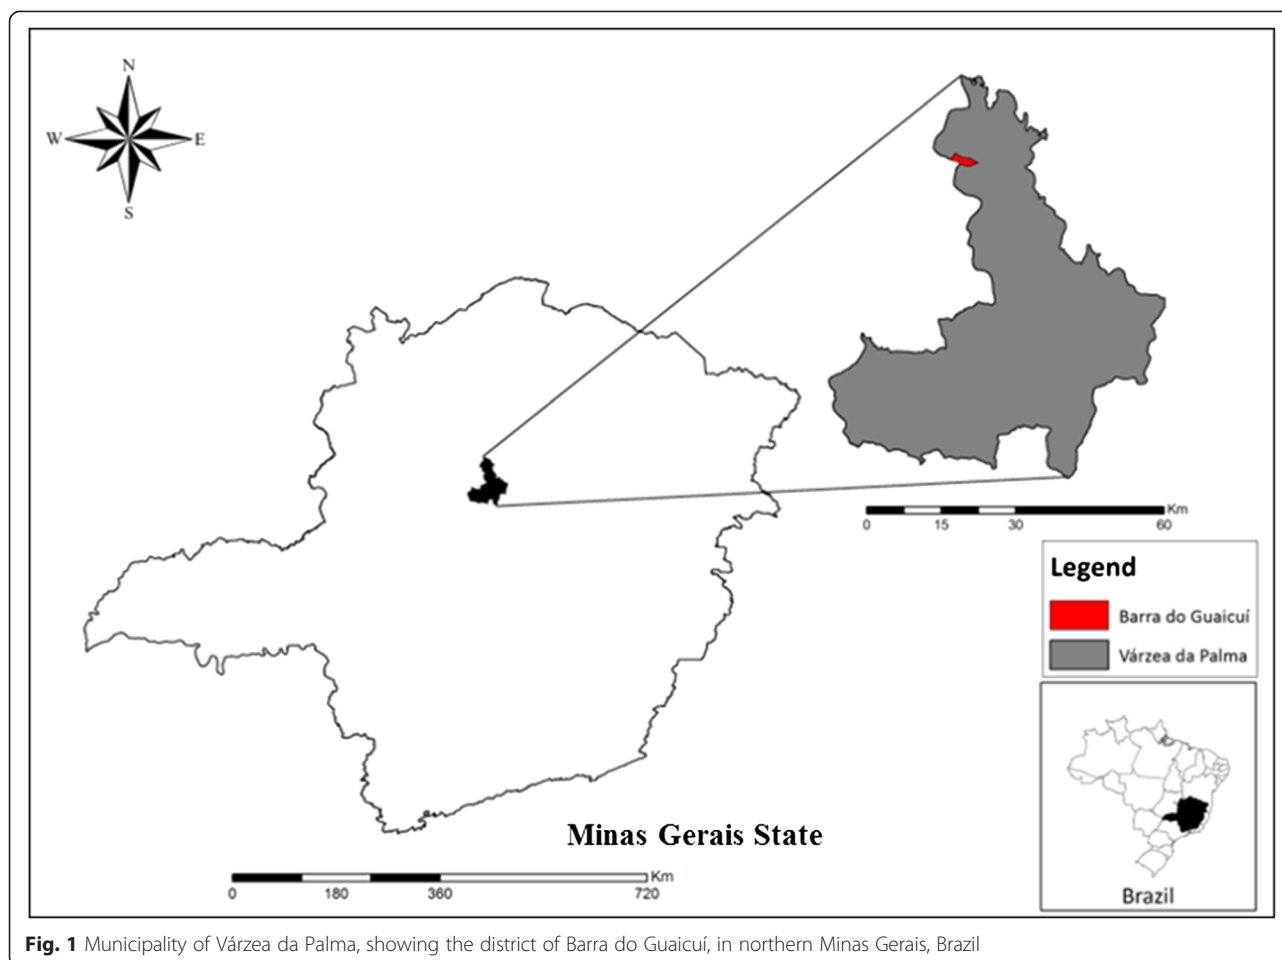 N
W E
S
Km
0 15 30 60
Legend
Barra do Guaicuí
Várzea da Palma
Minas Gerais State
Km
0 180 360 720
Brazil
Fig. 1 Municipality of Várzea da Palma, showing the district of Barra do Guaicuí, in northern Minas Gerais, Brazil